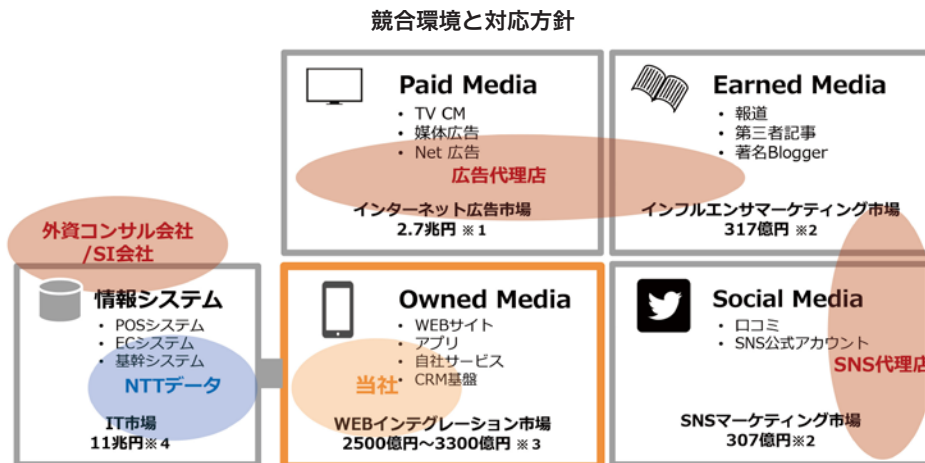 競合環境と対応方針
Paid Media
• TV CM
• 媒体広告
• Net 広告
広告代理店
インターネット広告市場
2.7兆円 ※1
Earned Media
• 報道
• 第三者記事
• 著名Blogger
インフルエンサマーケティング市場
317億円 ※2
外資コンサル会社
/SI会社
情報システム
• POSシステム
• ECシステム
• 基幹システム
NTTデータ
IT市場
11兆円※4
Owned Media
• WEBサイト
• アプリ
• 自社サービス
• CRM基盤
当社
WEBインテグレーション市場
2500億円～3300億円 ※3
Social Media
• 口コミ
• SNS公式アカウント
SNS代理店
SNSマーケティング市場
307億円※2